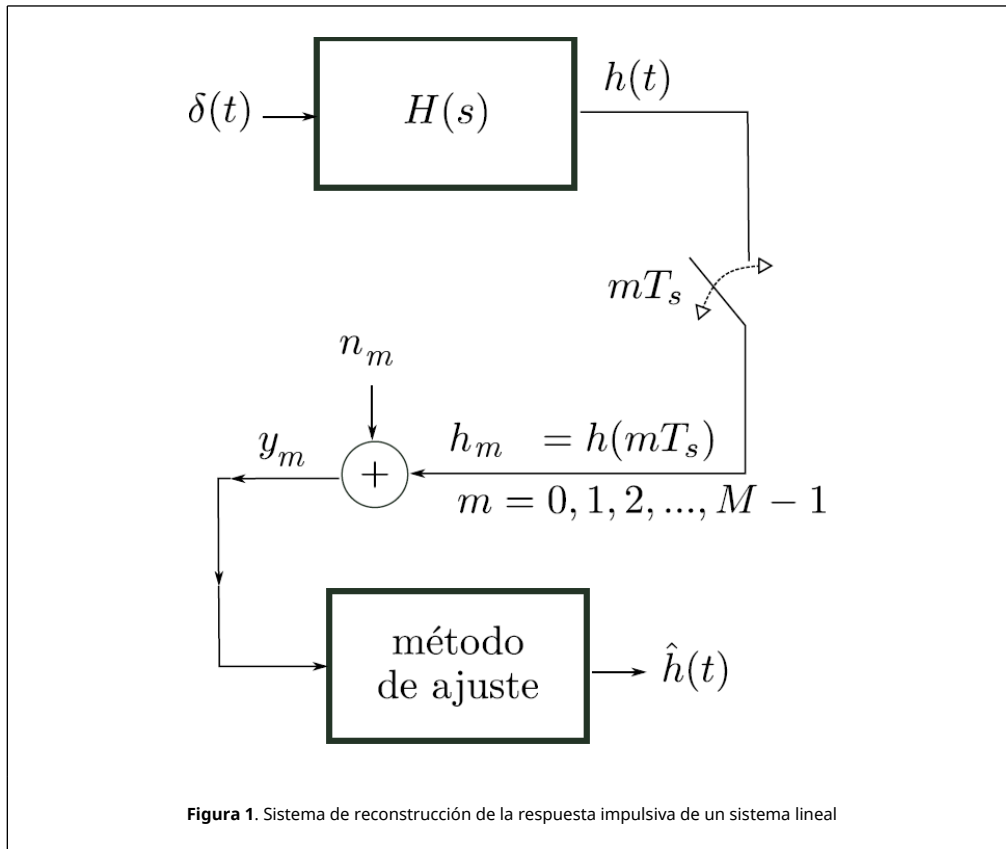 δ(t)
H(s)
h(t)
mT_s
n_m
y_m
h_m = h(mT_s)
m = 0, 1, 2, ..., M − 1
método
de ajuste
ĥ(t)
Figura 1. Sistema de reconstrucción de la respuesta impulsiva de un sistema lineal